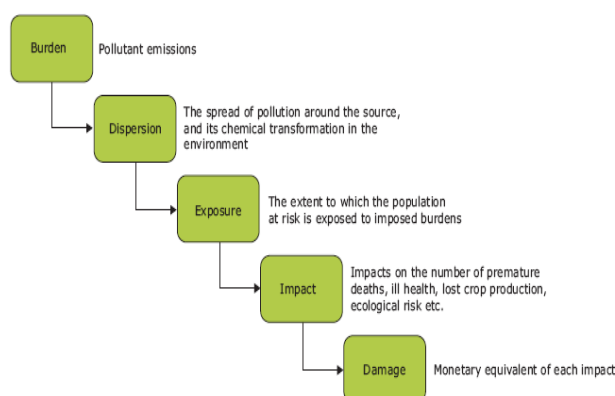 Burden
Pollutant emissions
Dispersion
The spread of pollution around the source,
and its chemical transformation in the
environment
Exposure
The extent to which the population
at risk is exposed to imposed burdens
Impact
Impacts on the number of premature
deaths, ill health, lost crop production,
ecological risk etc.
Damage
Monetary equivalent of each impact